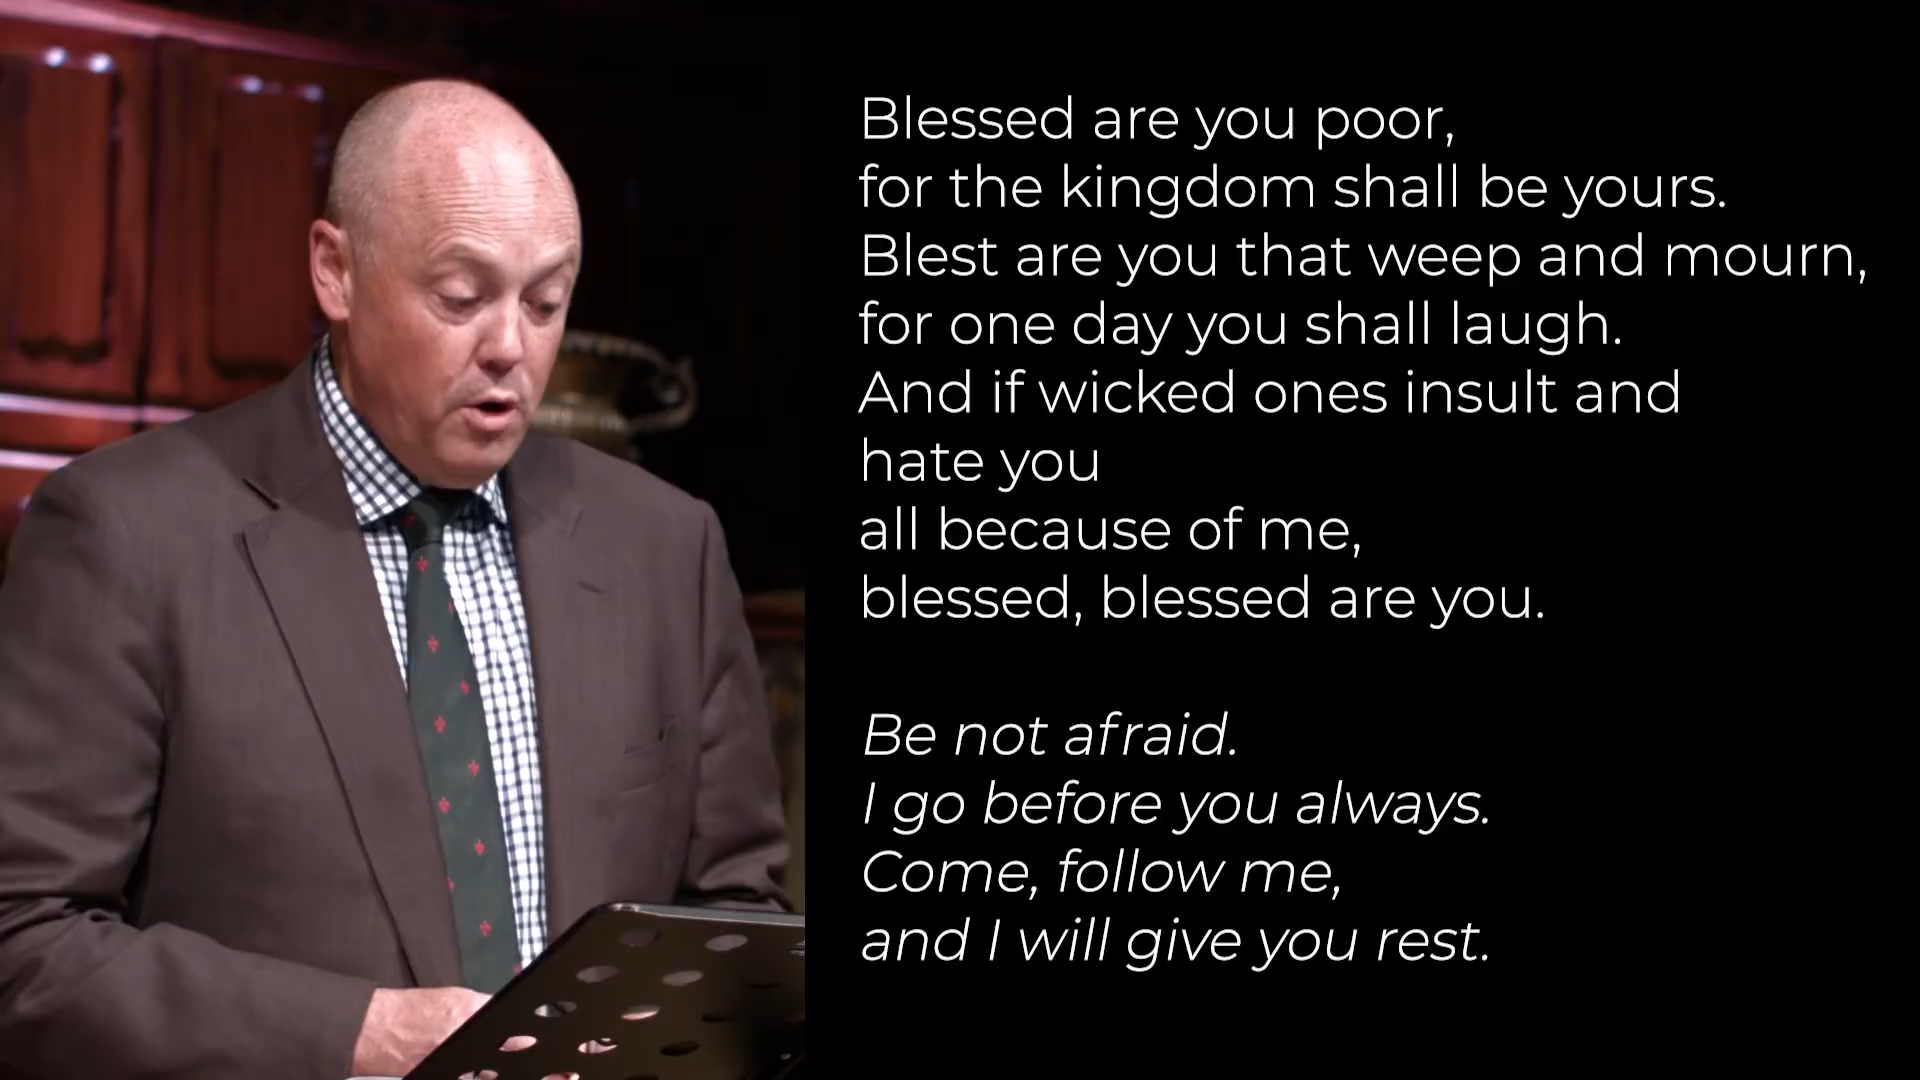 Blessed are you poor,
for the kingdom shall be yours.
Blest are you that weep and mourn,
for one day you shall laugh.
And if wicked ones insult and
hate you
all because of me,
blessed, blessed are you.
Be not afraid.
I go before you always.
Come, follow me,
and I will give you rest.